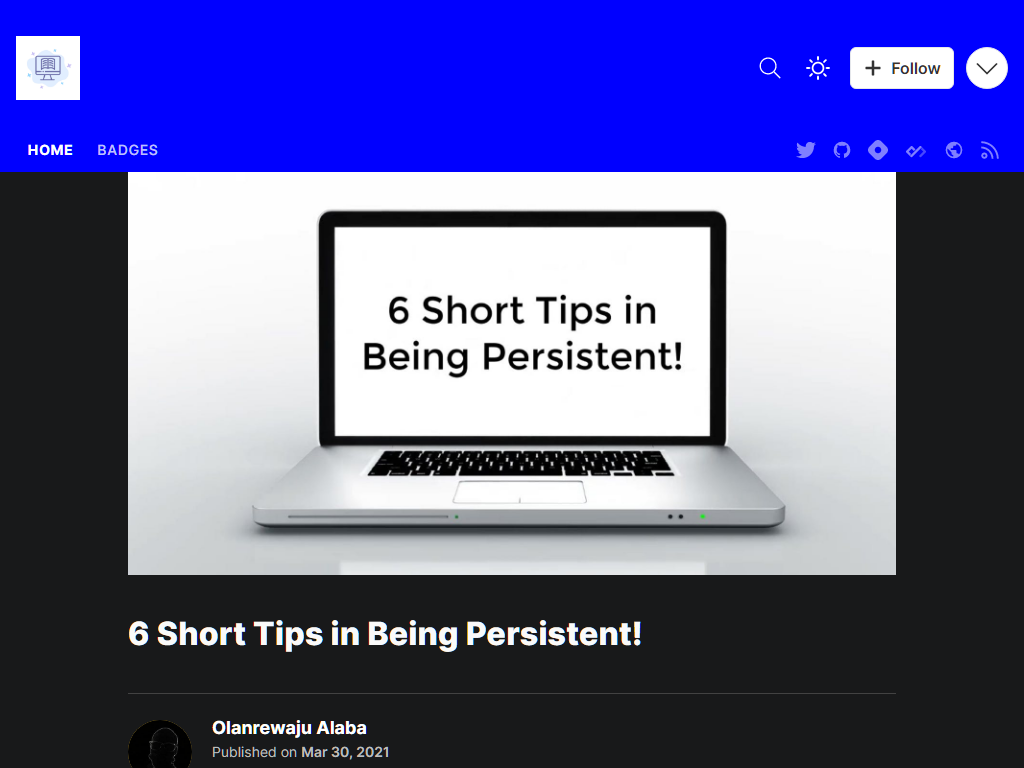 Follow
HOME BADGES
6 Short Tips in
Being Persistent!
6 Short Tips in Being Persistent!
Olanrewaju Alaba
Published on Mar 30, 2021